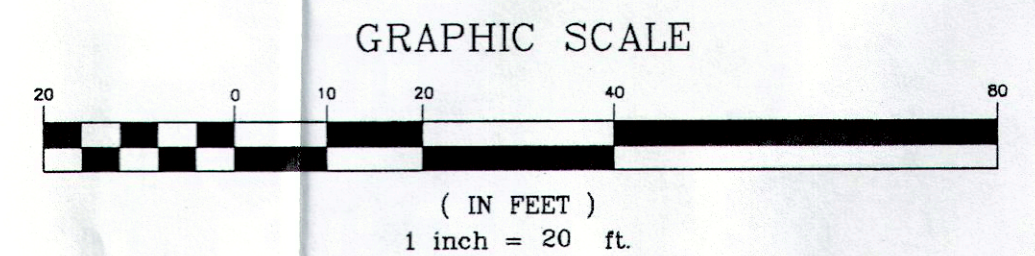 GRAPHIC SCALE
20 0 10 20 40 80
( IN FEET )
1 inch = 20 ft.